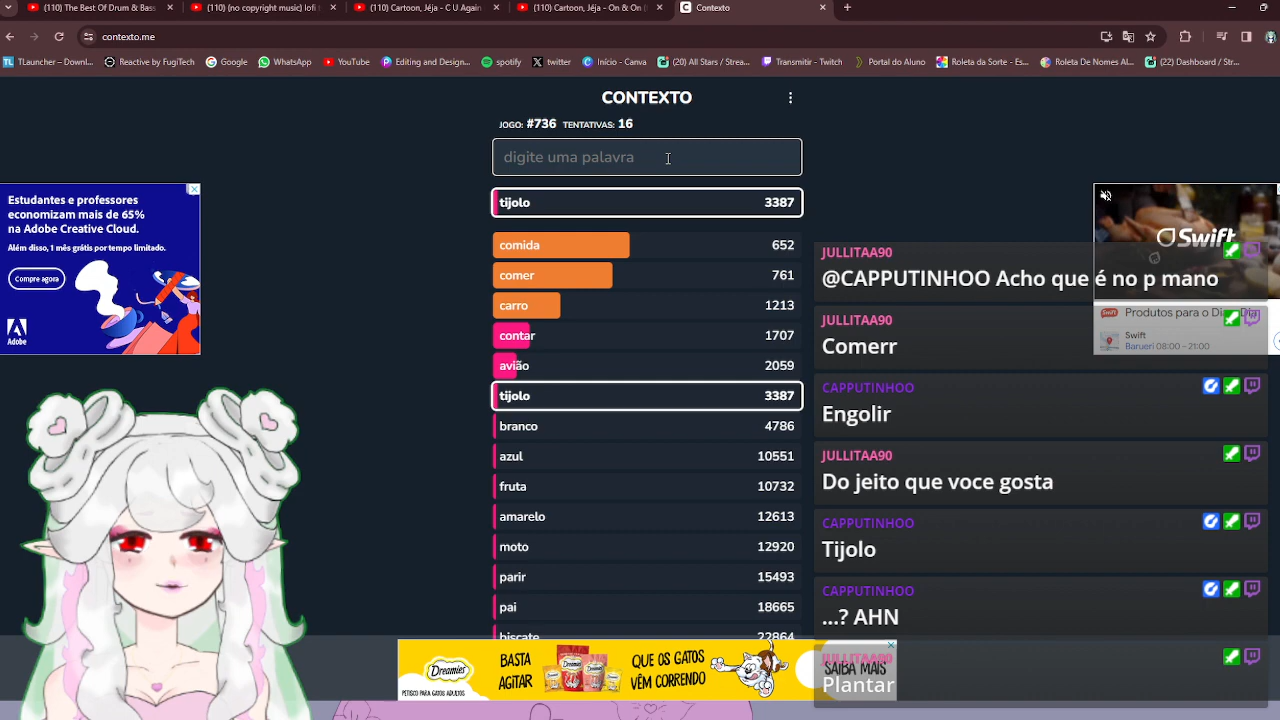 (110) The Best Of Drum & Bass
(110) [no copyright music] lofi
(110) Cartoon, Jéja - C U Again
(110) Cartoon, Jéja - On & On
Contexto
contexto.me
TLauncher – Downl...
Reactive by FugiTech
Google
WhatsApp
YouTube
Editing and Design...
spotify
twitter
Início - Canva
(20) All Stars / Strea...
Transmitir - Twitch
Portal do Aluno
Roleta da Sorte - Es...
Roleta De Nomes Al...
(22) Dashboard / Str...
CONTEXTO
JOGO: #736 TENTATIVAS: 16
digite uma palavra
tijolo 3387
comida 652
comer 761
carro 1213
contar 1707
avião 2059
tijolo 3387
branco 4786
azul 10551
fruta 10732
amarelo 12613
moto 12920
parir 15493
pai 18665
biscate 22864
Estudantes e professores
economizam mais de 65%
na Adobe Creative Cloud.
Além disso, 1 mês grátis por tempo limitado.
Compre agora
Adobe
Swift
Produtos para o Dia
Swift
Barueri 08:00 - 21:00
JULLITAA90
@CAPPUTINHOO Acho que é no p mano
JULLITAA90
Comerr
CAPPUTINHOO
Engolir
JULLITAA90
Do jeito que voce gosta
CAPPUTINHOO
Tijolo
CAPPUTINHOO
...? AHN
JULLITAA90
Plantar
Dreamies
PETISCO PARA GATOS ADULTOS
BASTA
AGITAR
QUE OS GATOS
VÊM CORRENDO
SAIBA MAIS